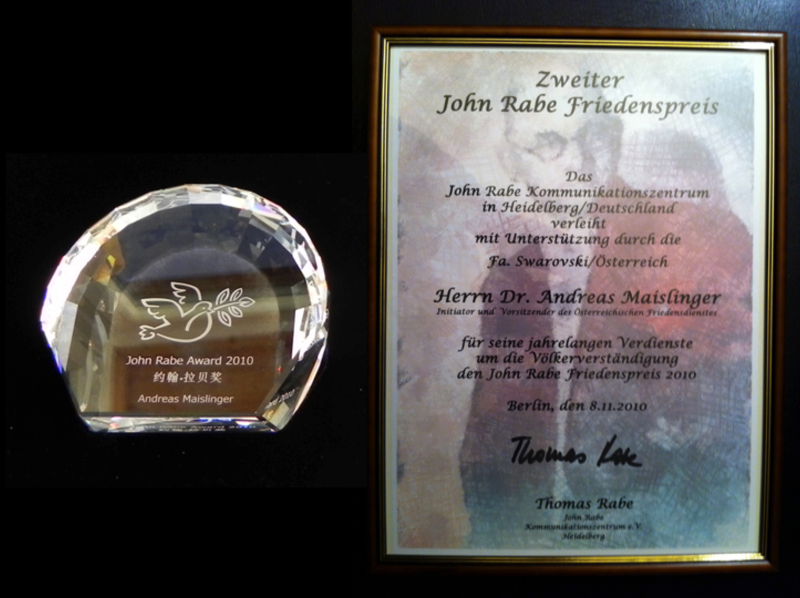 John Rabe Award 2010
约翰·拉贝奖
Andreas Maislinger
Zweiter
John Rabe Friedenspreis
Das
John Rabe Kommunikationszentrum
in Heidelberg/Deutschland
verleiht
mit Unterstützung durch die
Fa. Swarovski/Österreich
Herrn Dr. Andreas Maislinger
Initiator und Vorsitzender des Österreichischen Friedensdienstes
für seine jahrelangen Verdienste
um die Völkerverständigung
den John Rabe Friedenspreis 2010
Berlin, den 8.11.2010
Thomas Rabe
Thomas Rabe
John Rabe
Kommunikationszentrum e.V.
Heidelberg